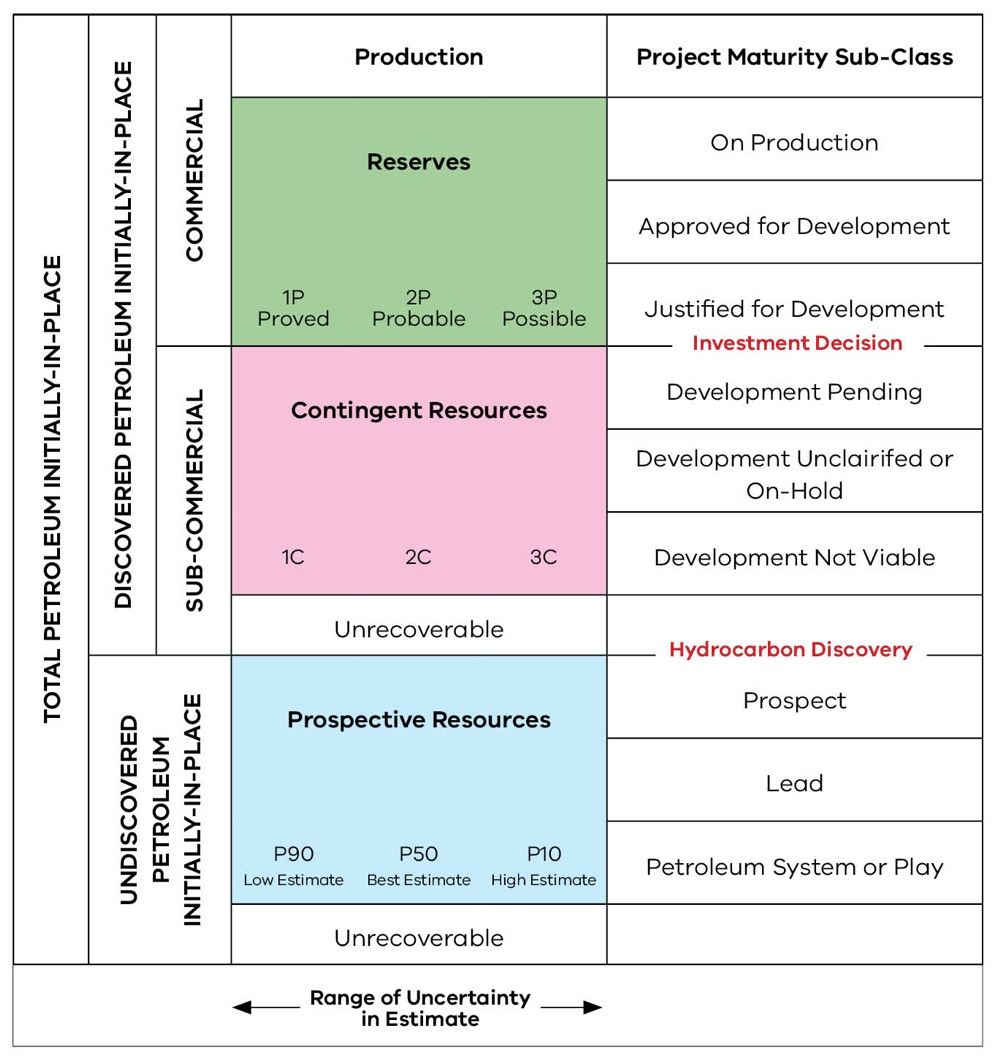 Production
Project Maturity Sub-Class
TOTAL PETROLEUM INITIALLY-IN-PLACE
DISCOVERED PETROLEUM INITIALLY-IN-PLACE
COMMERCIAL
Reserves
1P
Proved
2P
Probable
3P
Possible
On Production
Approved for Development
Justified for Development
Investment Decision
SUB-COMMERCIAL
Contingent Resources
1C
2C
3C
Development Pending
Development Unclairifed or
On-Hold
Development Not Viable
Unrecoverable
Hydrocarbon Discovery
UNDISCOVERED
PETROLEUM
INITIALLY-IN-PLACE
Prospective Resources
P90
Low Estimate
P50
Best Estimate
P10
High Estimate
Prospect
Lead
Petroleum System or Play
Unrecoverable
Range of Uncertainty
in Estimate